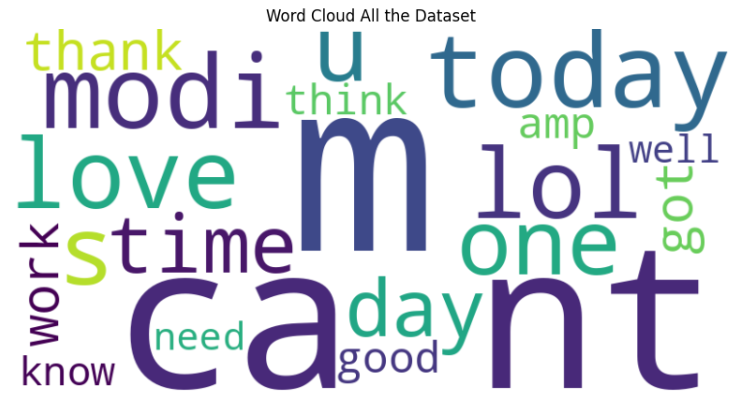 Word Cloud All the Dataset
thank
modi
u
think
today
amp
well
love
m
lol
got
work
s
time
one
ca
nt
need
day
good
know